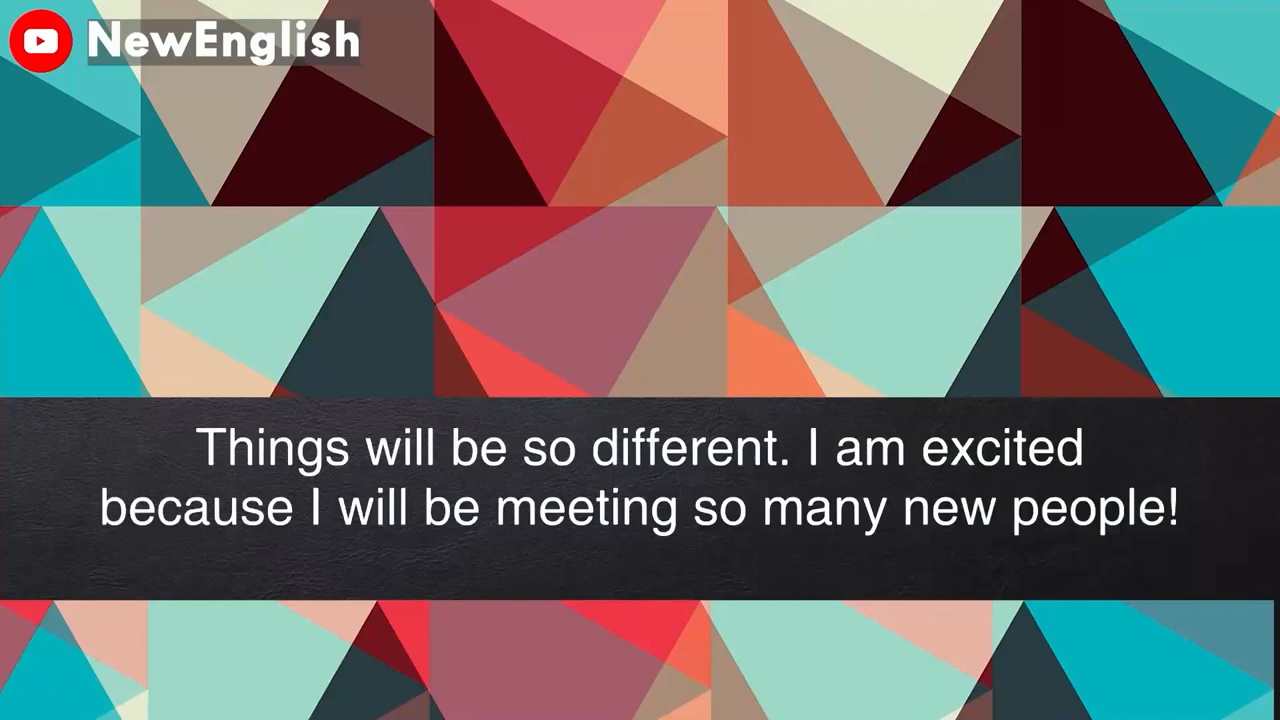 NewEnglish
Things will be so different. I am excited
because I will be meeting so many new people!